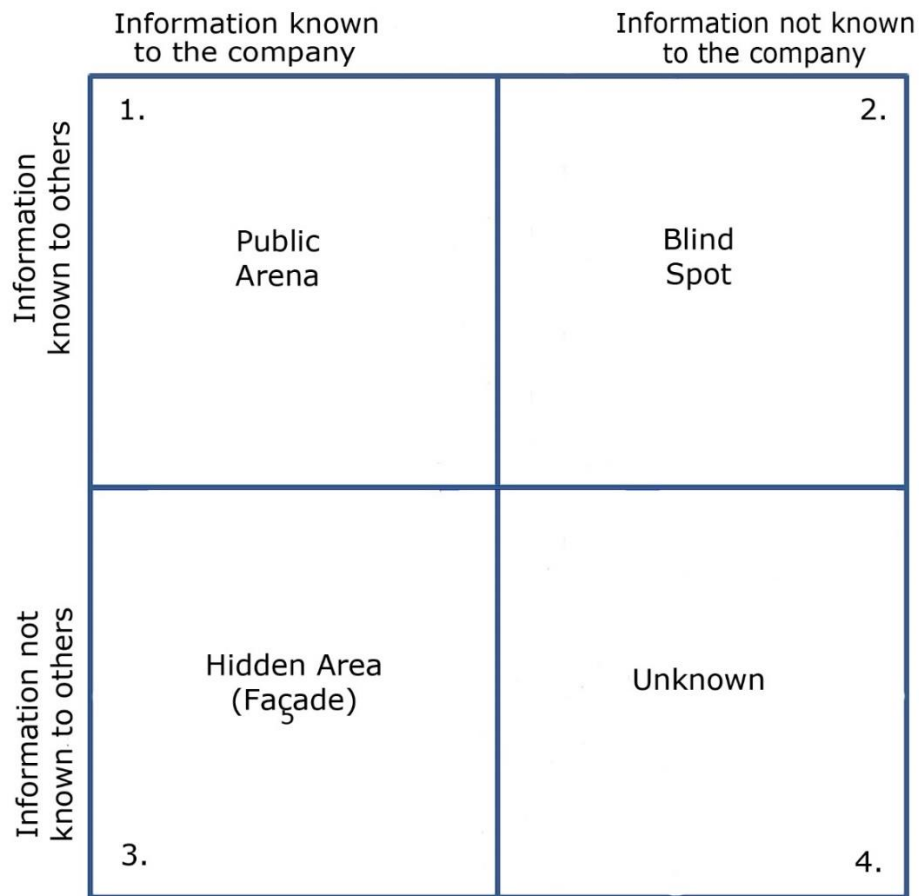 Information known
to the company
Information not known
to the company
Information
known to others
1.
Public
Arena
2.
Blind
Spot
Information not
known to others
Hidden Area
(Façade)
3.
Unknown
4.